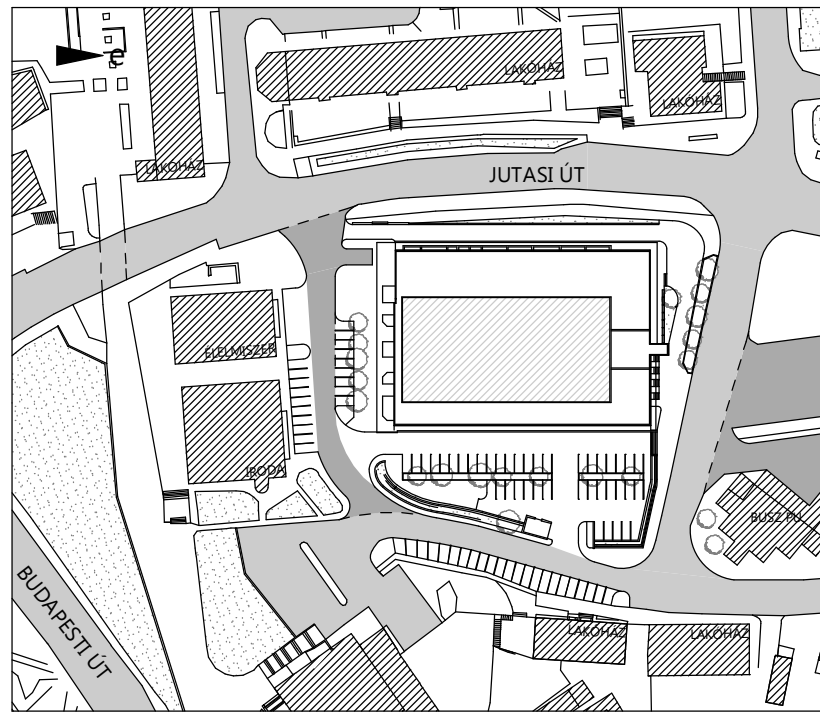 é
LAKÓHÁZ
LAKÓHÁZ
LAKÓHÁZ
JUTASI ÚT
ÉLELMISZER
IRODA
BUSZ PU
BUDAPESTI ÚT
LAKÓHÁZ
LAKÓHÁZ